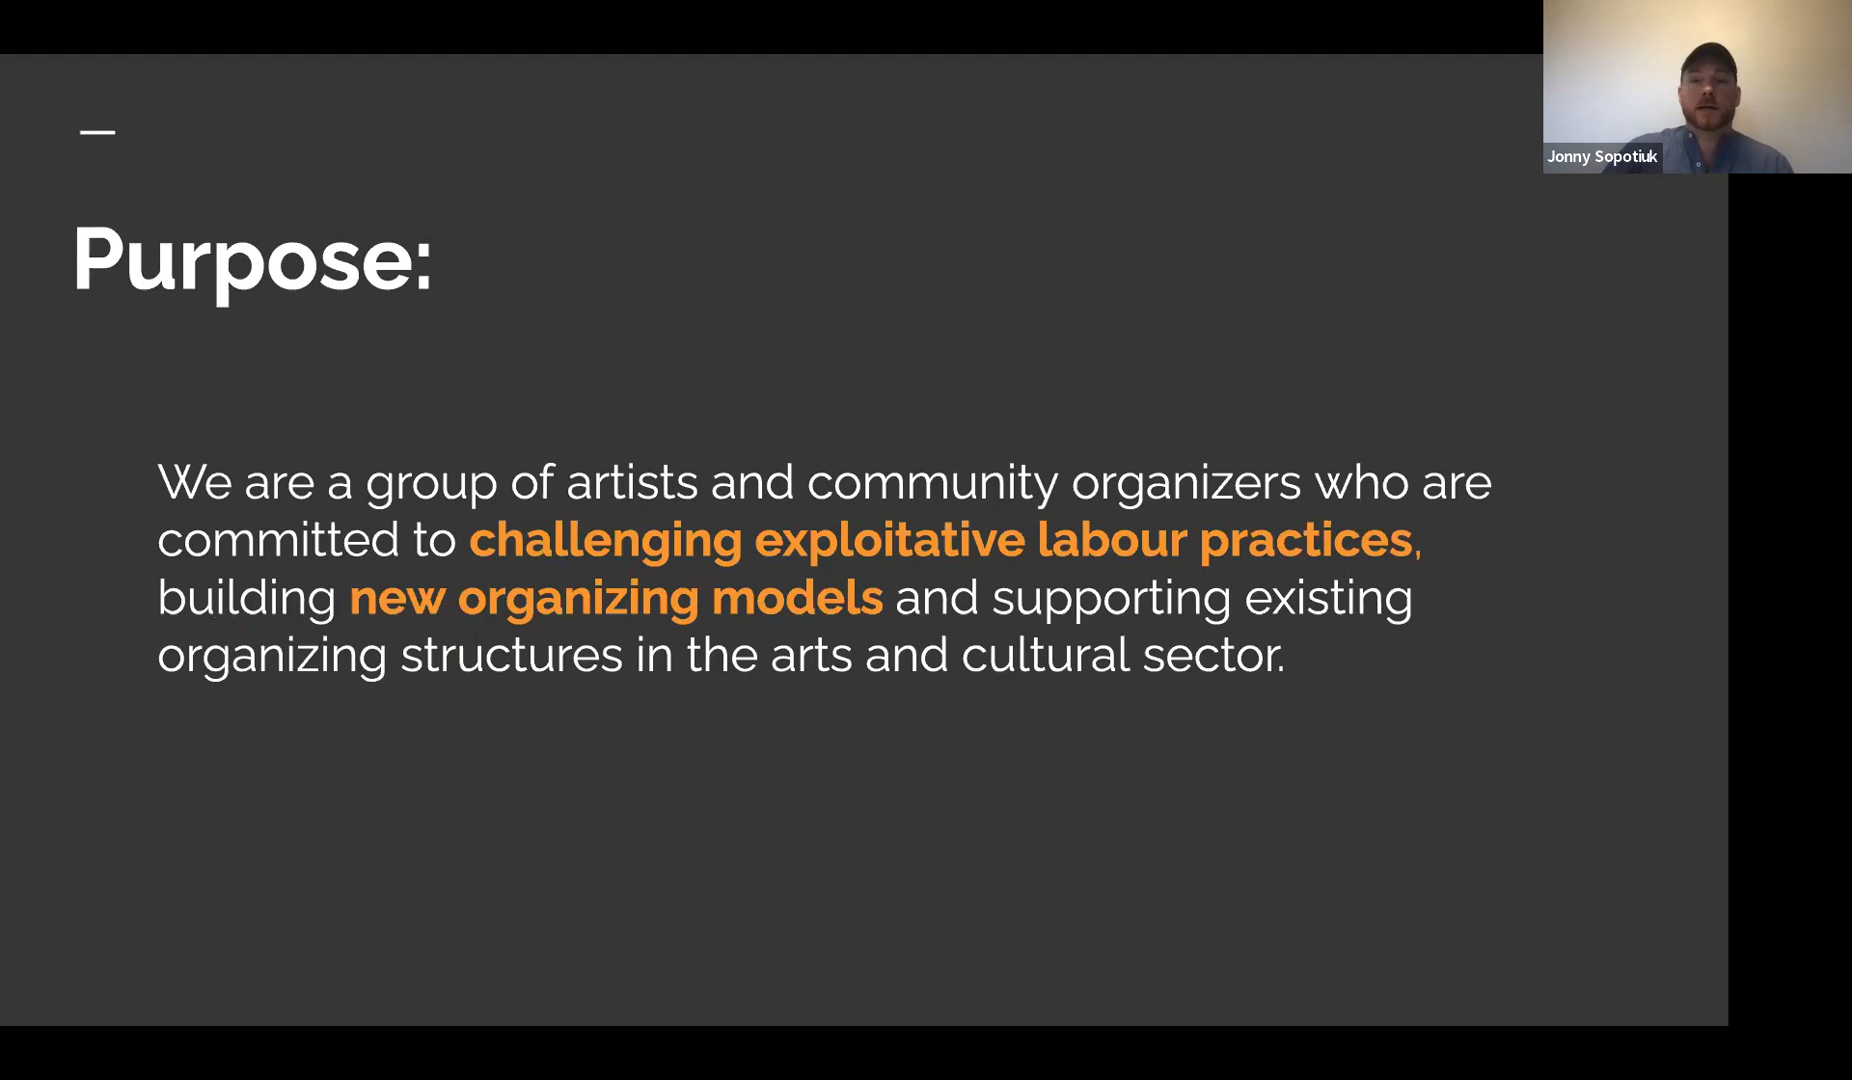 Purpose:
We are a group of artists and community organizers who are
committed to challenging exploitative labour practices,
building new organizing models and supporting existing
organizing structures in the arts and cultural sector.
Jonny Sopotiuk